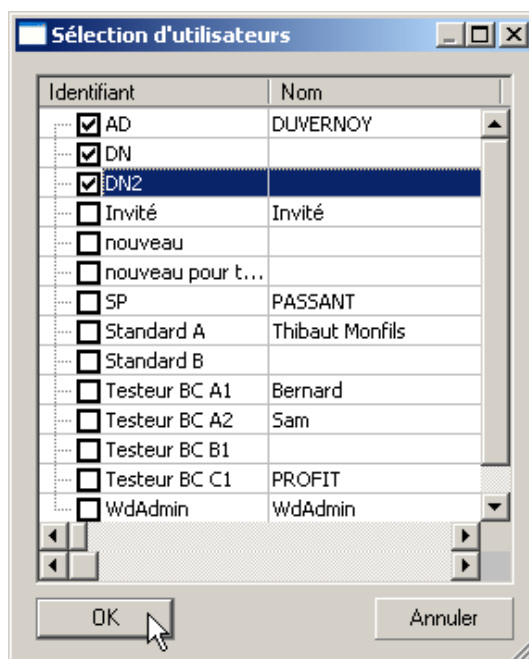 Sélection d'utilisateurs
Identifiant Nom
AD DUVERNOY
DN
DN2
Invité Invité
nouveau
nouveau pour t...
SP PASSANT
Standard A Thibaut Monfils
Standard B
Testeur BC A1 Bernard
Testeur BC A2 Sam
Testeur BC B1
Testeur BC C1 PROFIT
WdAdmin WdAdmin
OK Annuler